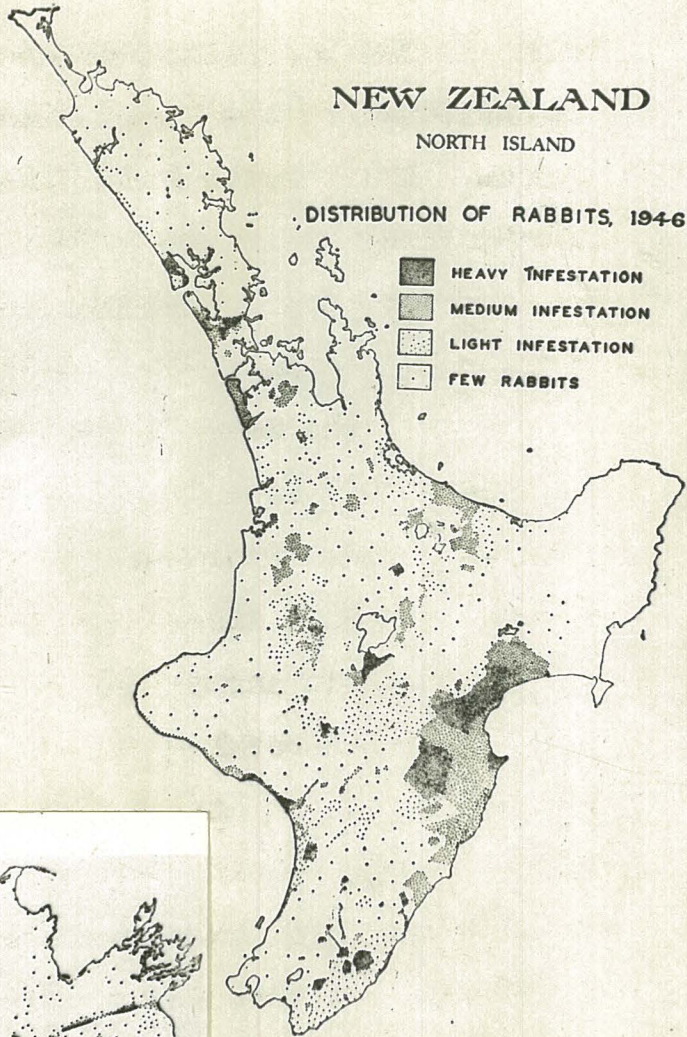 NEW ZEALAND
NORTH ISLAND
DISTRIBUTION OF RABBITS, 1946
HEAVY INFESTATION
MEDIUM INFESTATION
LIGHT INFESTATION
FEW RABBITS